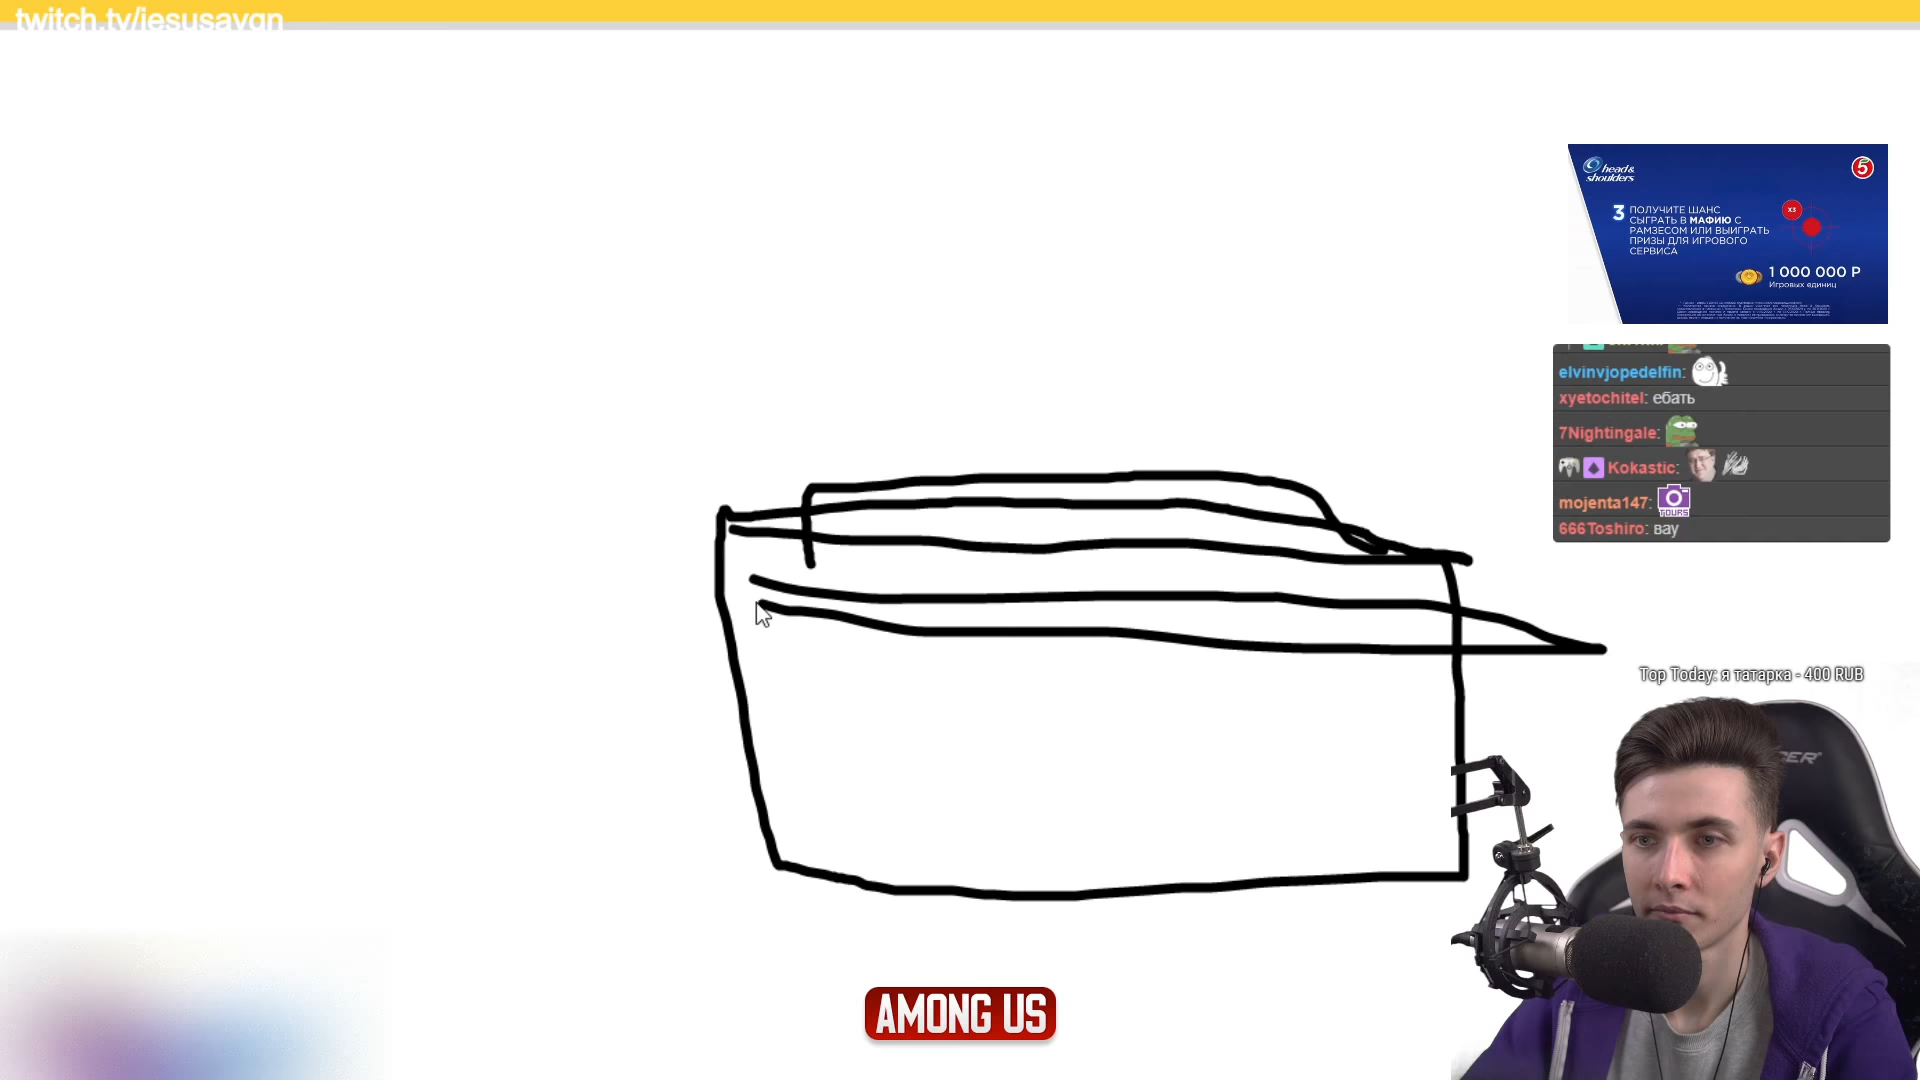 twitch.tv/jesusavgn
head&
shoulders
5
3 ПОЛУЧИТЕ ШАНС
СЫГРАТЬ В МАФИЮ С
РАМЗЕСОМ ИЛИ ВЫИГРАТЬ
ПРИЗЫ ДЛЯ ИГРОВОГО
СЕРВИСА
X3
1 000 000 Р
Игровых единиц
elvinvjopedelfin:
xyetochitel: ебать
7Nightingale:
Kokastic:
mojenta147: TOURS
666Toshiro: вау
Top Today: я татарка - 400 RUB
AMONG US